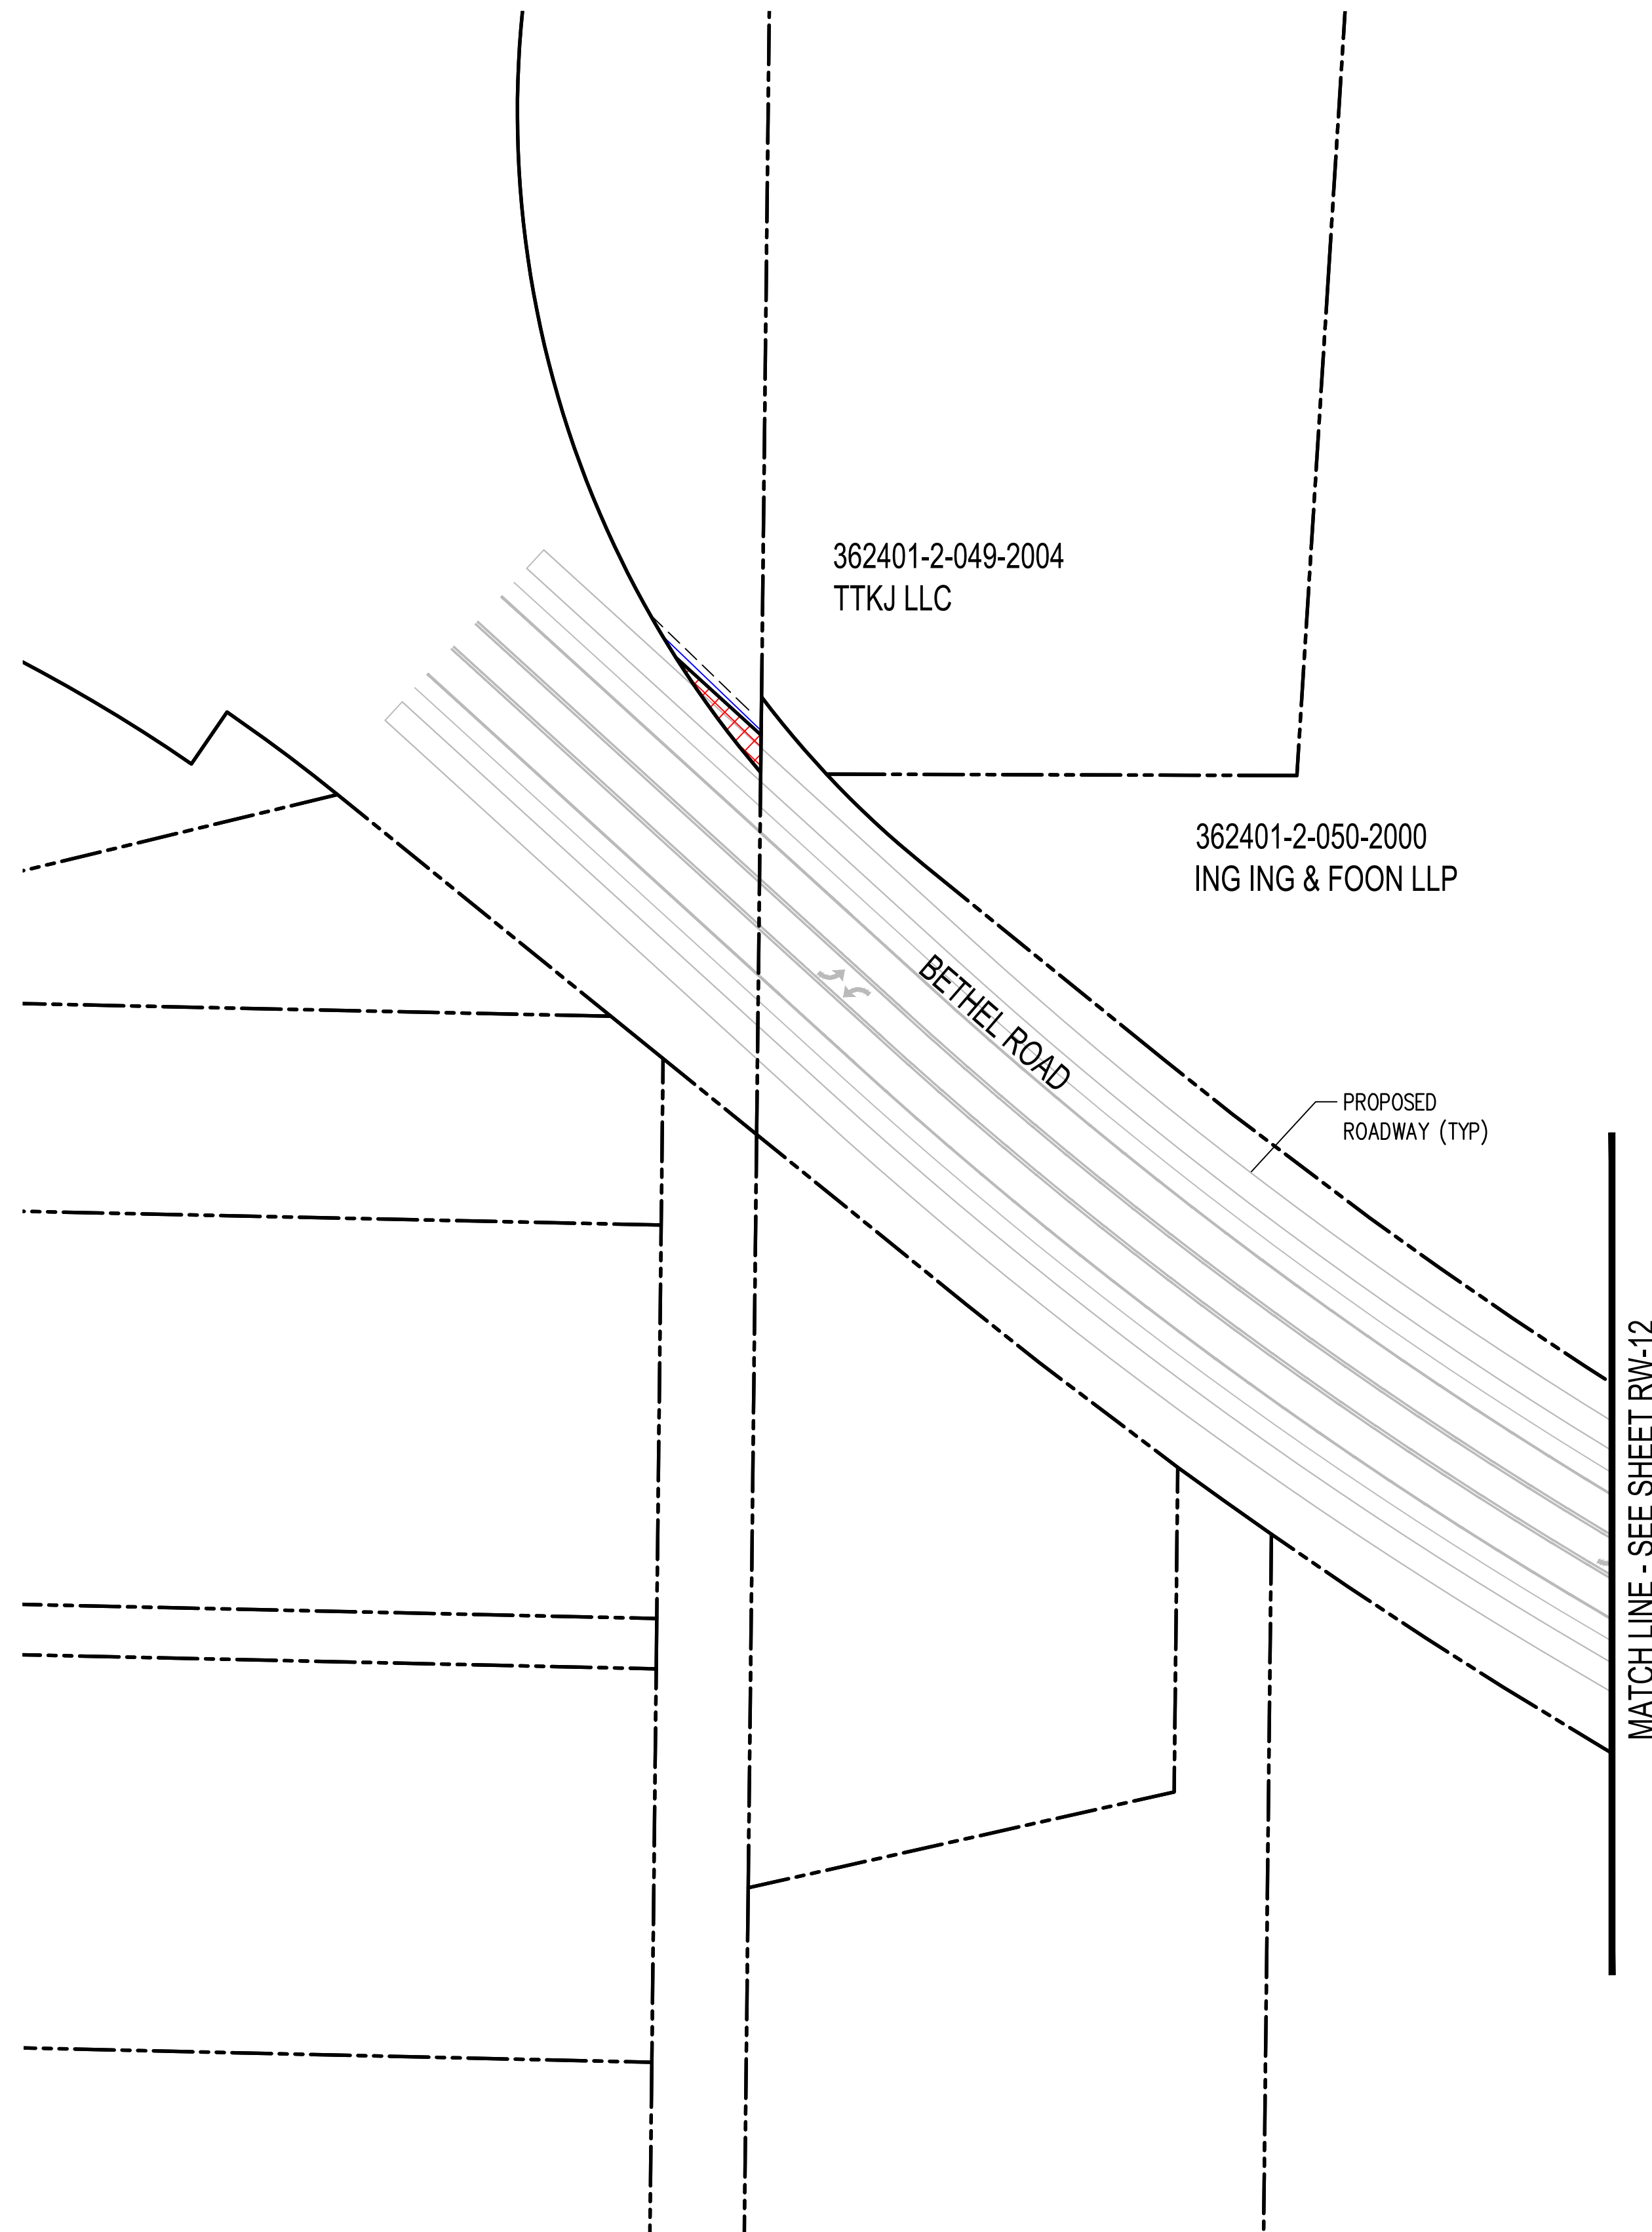 362401-2-049-2004
TTKJ LLC
362401-2-050-2000
ING ING & FOON LLP
BETHEL ROAD
PROPOSED
ROADWAY (TYP)
MATCH LINE - SEE SHEET RW-12